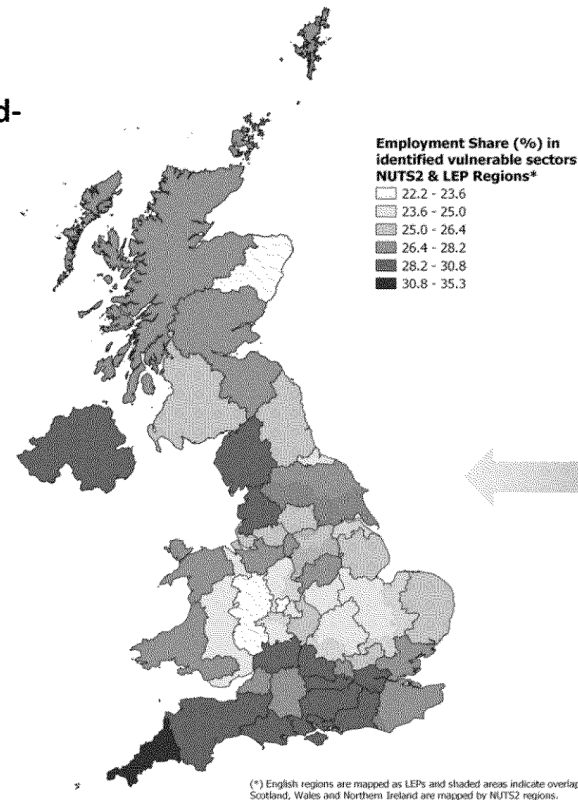 d-
Employment Share (%) in
identified vulnerable sectors
NUTS2 & LEP Regions*
22.2 - 23.6
23.6 - 25.0
25.0 - 26.4
26.4 - 28.2
28.2 - 30.8
30.8 - 35.3
(*) English regions are mapped as LEPs and shaded areas indicate overlap
Scotland, Wales and Northern Ireland are mapped by NUTS2 regions.